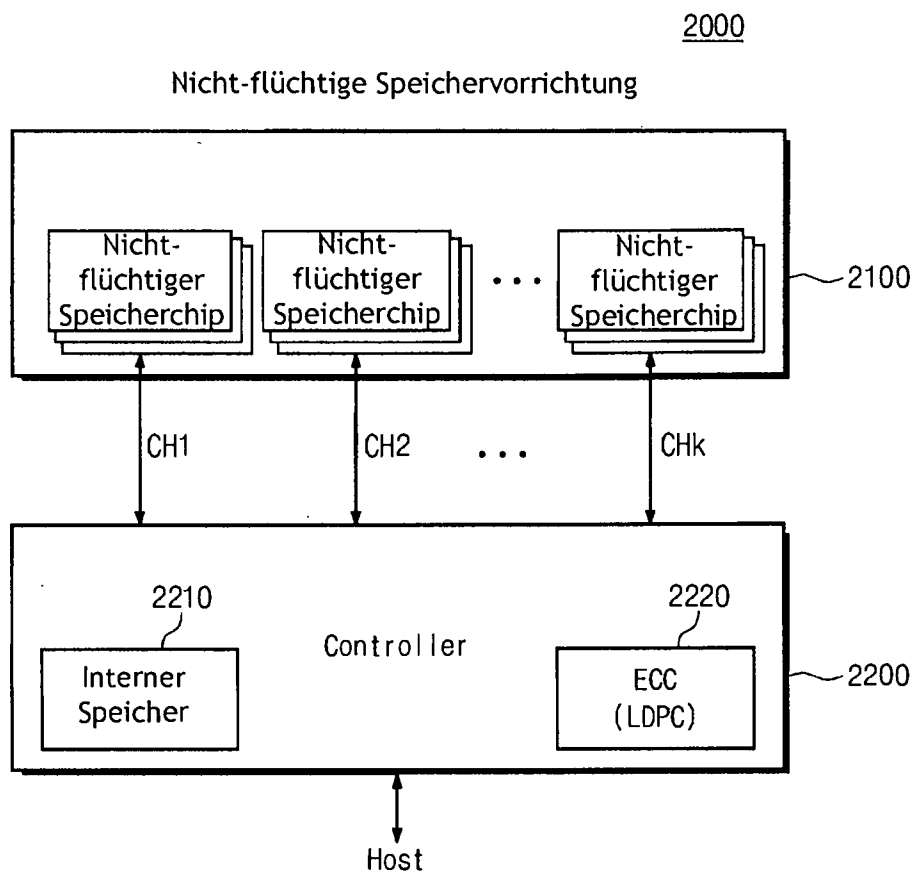 2000
Nicht-flüchtige Speichervorrichtung
Nicht-
flüchtiger
Speicherchip
Nicht-
flüchtiger
Speicherchip
...
Nicht-
flüchtiger
Speicherchip
2100
CH1
CH2
...
CHk
2210
Interner
Speicher
Controller
2220
ECC
(LDPC)
2200
Host